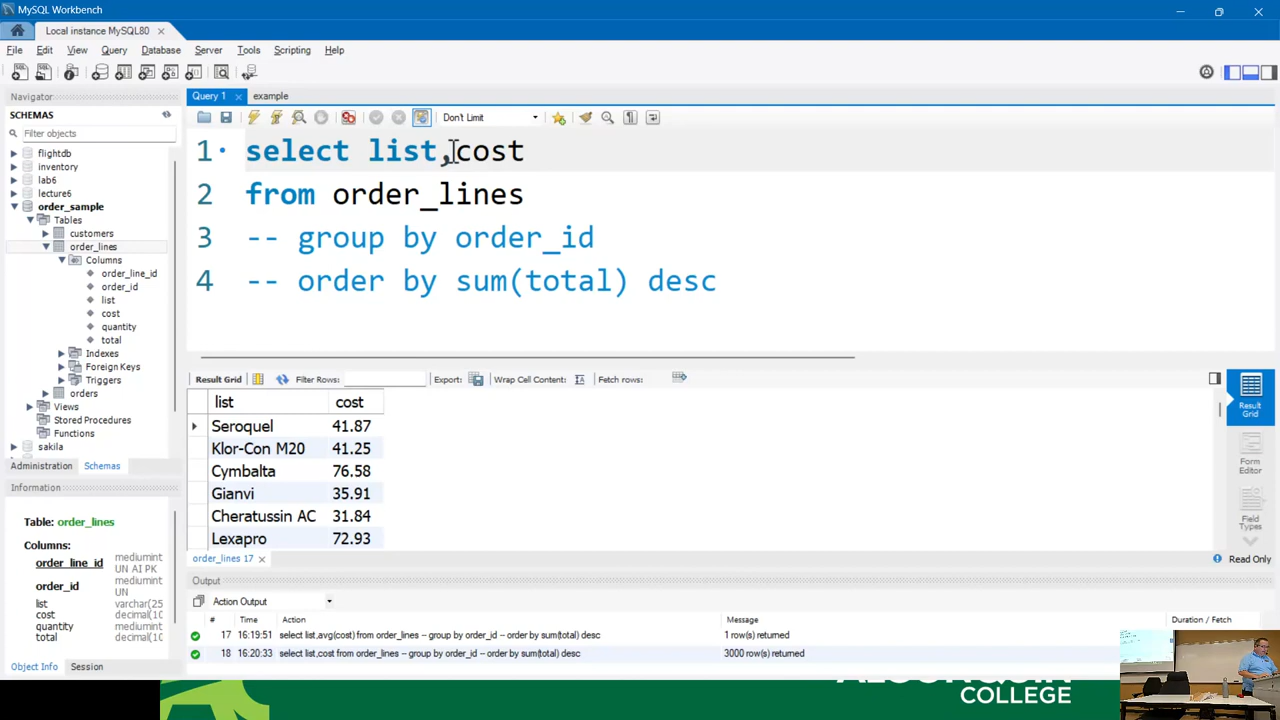 MySQL Workbench
Local instance MySQL80
File Edit View Query Database Server Tools Scripting Help
Navigator
SCHEMAS
Filter objects
flightdb
inventory
lab6
lecture6
order_sample
Tables
customers
order_lines
Columns
order_line_id
order_id
list
cost
quantity
total
Indexes
Foreign Keys
Triggers
orders
Views
Stored Procedures
Functions
sakila
Administration Schemas
Information
Table: order_lines
Columns:
order_line_id mediumint UN AI PK
order_id mediumint UN
list varchar(25
cost decimal(10
quantity mediumint
total decimal(10
Object Info Session
Query 1 example
Don't Limit
1 select list,cost
2 from order_lines
3 -- group by order_id
4 -- order by sum(total) desc
Result Grid Filter Rows: Export: Wrap Cell Content: Fetch rows:
list cost
Seroquel 41.87
Klor-Con M20 41.25
Cymbalta 76.58
Gianvi 35.91
Cheratussin AC 31.84
Lexapro 72.93
Result Grid
Form Editor
Field Types
order_lines 17
Read Only
Output
Action Output
# Time Action Message Duration / Fetch
17 16:19:51 select list,avg(cost) from order_lines -- group by order_id -- order by sum(total) desc 1 row(s) returned
18 16:20:33 select list,cost from order_lines -- group by order_id -- order by sum(total) desc 3000 row(s) returned
COLLEGE